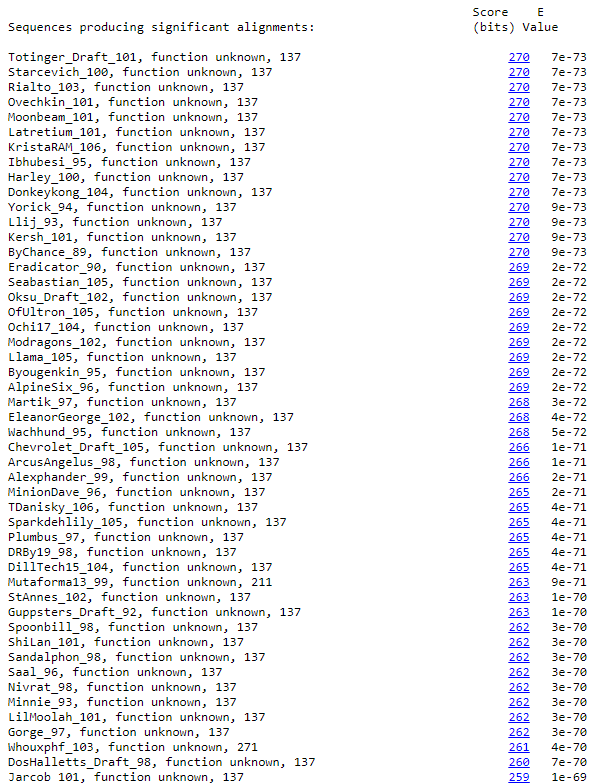 Score E
Sequences producing significant alignments: (bits) Value
Totinger_Draft_101, function unknown, 137 270 7e-73
Starcevich_100, function unknown, 137 270 7e-73
Rialto_103, function unknown, 137 270 7e-73
Ovechkin_101, function unknown, 137 270 7e-73
Moonbeam_101, function unknown, 137 270 7e-73
Latretium_101, function unknown, 137 270 7e-73
KristaRAM_106, function unknown, 137 270 7e-73
Ibhubesi_95, function unknown, 137 270 7e-73
Harley_100, function unknown, 137 270 7e-73
Donkeykong_104, function unknown, 137 270 7e-73
Yorick_94, function unknown, 137 270 9e-73
Llij_93, function unknown, 137 270 9e-73
Kersh_101, function unknown, 137 270 9e-73
ByChance_89, function unknown, 137 270 9e-73
Eradicator_90, function unknown, 137 269 2e-72
Seabastian_105, function unknown, 137 269 2e-72
Oksu_Draft_102, function unknown, 137 269 2e-72
OfUltron_105, function unknown, 137 269 2e-72
Ochi17_104, function unknown, 137 269 2e-72
Modragons_102, function unknown, 137 269 2e-72
Llama_105, function unknown, 137 269 2e-72
Byougenkin_95, function unknown, 137 269 2e-72
AlpineSix_96, function unknown, 137 269 2e-72
Martik_97, function unknown, 137 268 3e-72
EleanorGeorge_102, function unknown, 137 268 4e-72
Wachhund_95, function unknown, 137 268 5e-72
Chevrolet_Draft_105, function unknown, 137 266 1e-71
ArcusAngelus_98, function unknown, 137 266 1e-71
Alexphander_99, function unknown, 137 266 2e-71
MinionDave_96, function unknown, 137 265 2e-71
TDanisky_106, function unknown, 137 265 4e-71
Sparkdehlily_105, function unknown, 137 265 4e-71
Plumbus_97, function unknown, 137 265 4e-71
DRBy19_98, function unknown, 137 265 4e-71
DillTech15_104, function unknown, 137 265 4e-71
Mutaforma13_99, function unknown, 211 263 9e-71
StAnnes_102, function unknown, 137 263 1e-70
Guppsters_Draft_92, function unknown, 137 263 1e-70
Spoonbill_98, function unknown, 137 262 3e-70
ShiLan_101, function unknown, 137 262 3e-70
Sandalphon_98, function unknown, 137 262 3e-70
Saal_96, function unknown, 137 262 3e-70
Nivrat_98, function unknown, 137 262 3e-70
Minnie_93, function unknown, 137 262 3e-70
LilMoolah_101, function unknown, 137 262 3e-70
Gorge_97, function unknown, 137 262 3e-70
Whouxphf_103, function unknown, 271 261 4e-70
DosHalletts_Draft_98, function unknown, 137 260 7e-70
Jarcob_101, function unknown, 137 259 1e-69